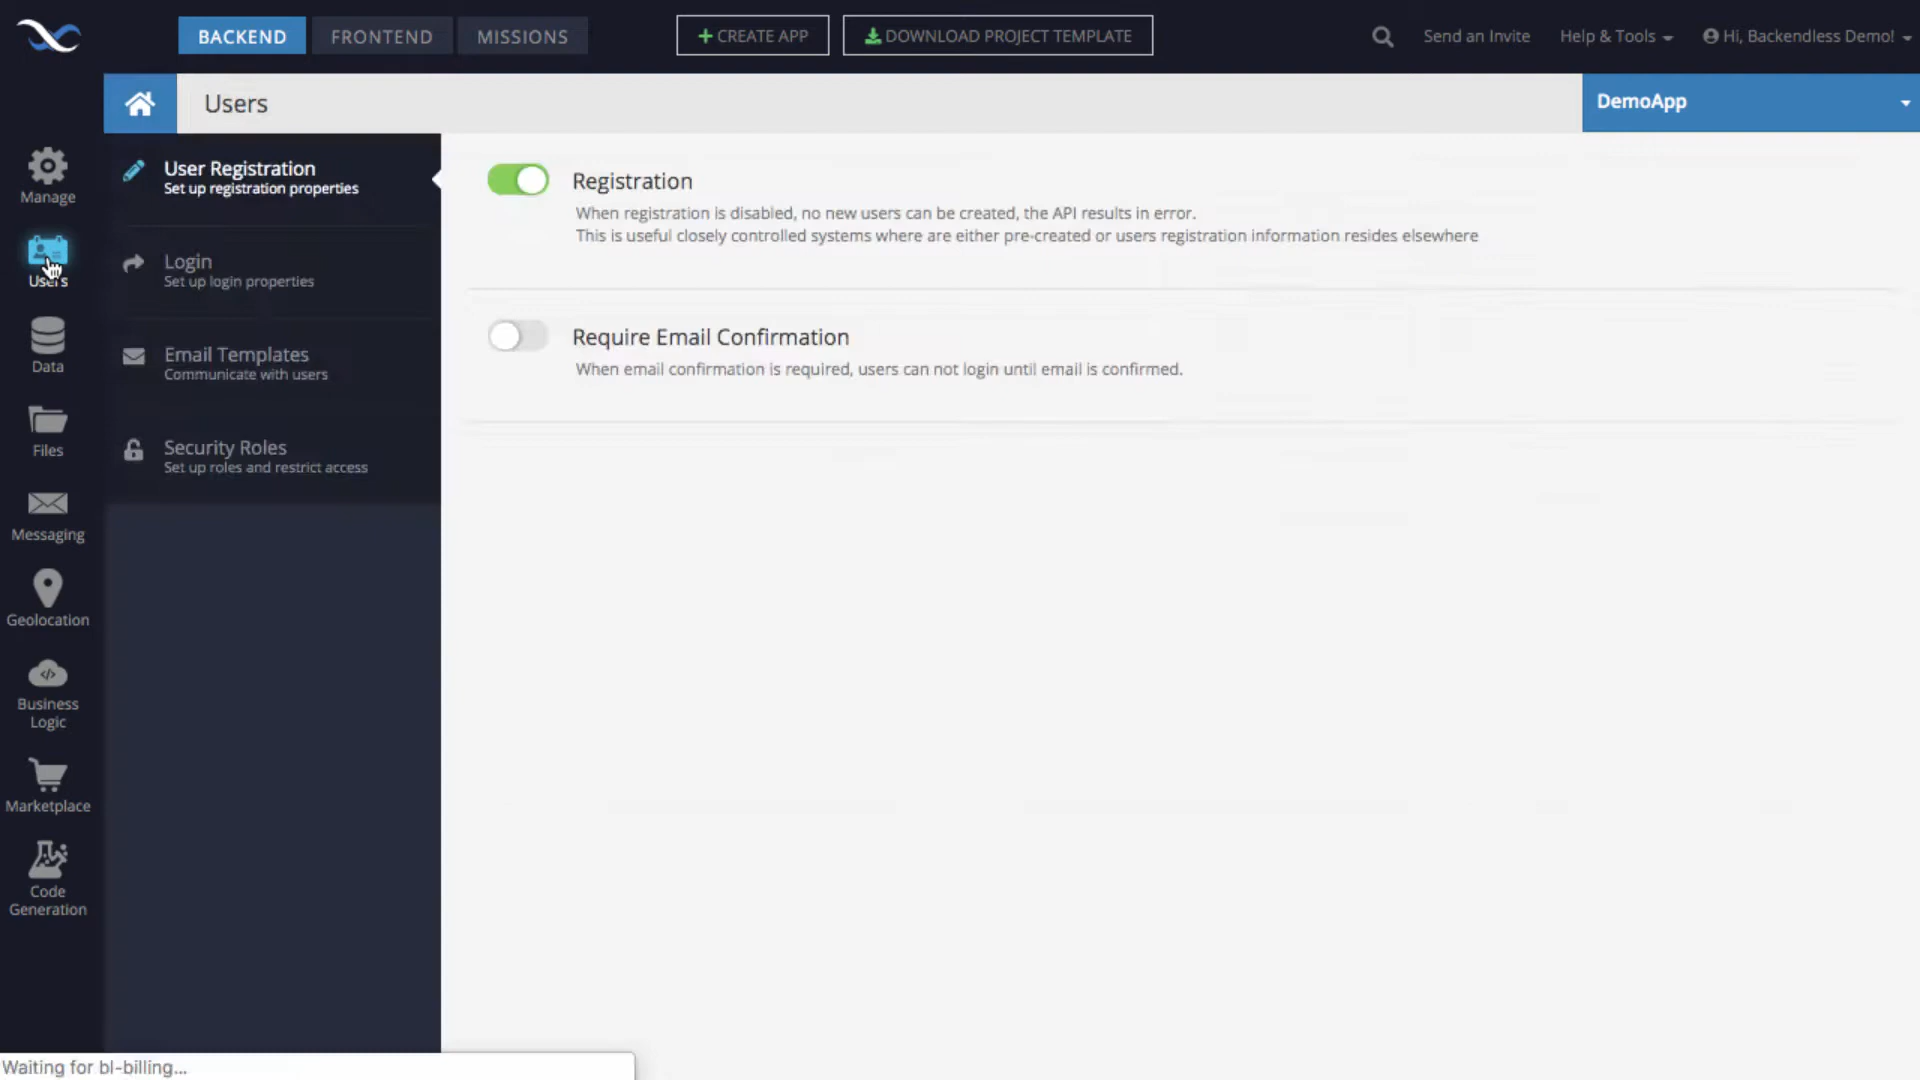 BACKEND
FRONTEND
MISSIONS
CREATE APP
DOWNLOAD PROJECT TEMPLATE
Send an Invite
Help & Tools
Hi, Backendless Demo!
Users
DemoApp
Manage
Users
Data
Files
Messaging
Geolocation
Business
Logic
Marketplace
Code
Generation
User Registration
Set up registration properties
Login
Set up login properties
Email Templates
Communicate with users
Security Roles
Set up roles and restrict access
Registration
When registration is disabled, no new users can be created, the API results in error.
This is useful closely controlled systems where are either pre-created or users registration information resides elsewhere
Require Email Confirmation
When email confirmation is required, users can not login until email is confirmed.
Waiting for bl-billing...